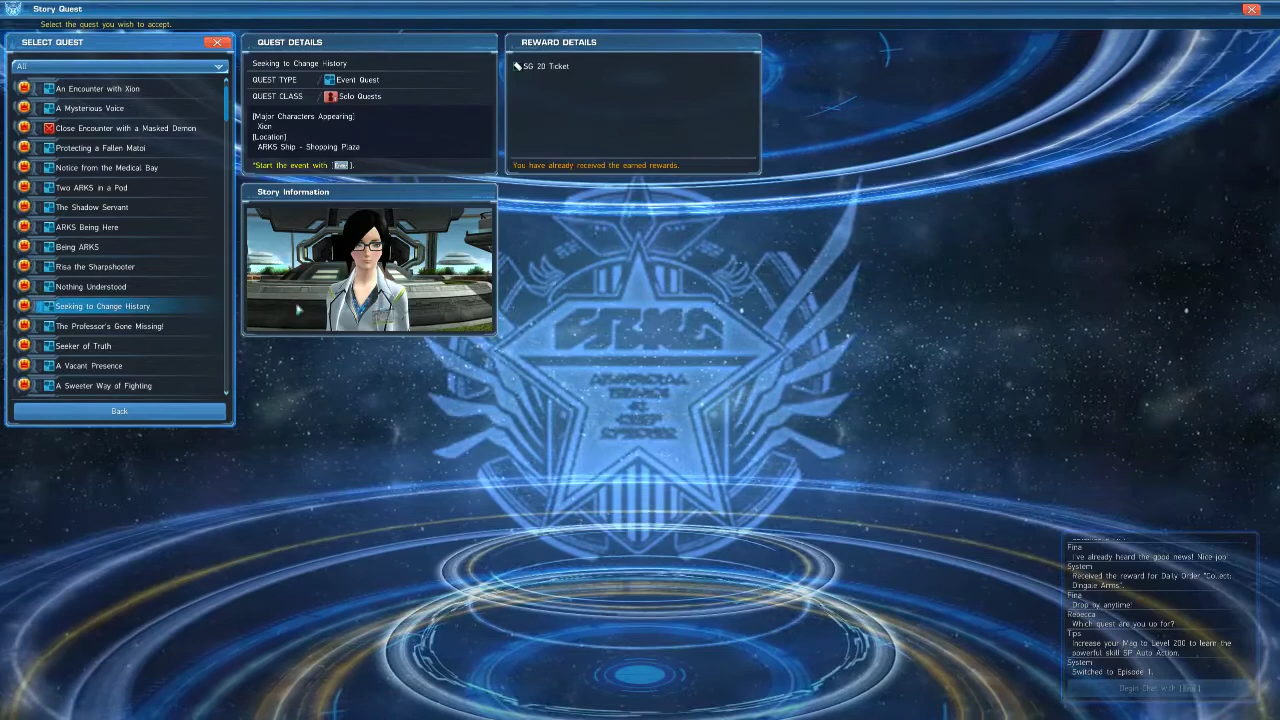 Story Quest
Select the quest you wish to accept.
SELECT QUEST
All
An Encounter with Xion
A Mysterious Voice
Close Encounter with a Masked Demon
Protecting a Fallen Matoi
Notice from the Medical Bay
Two ARKS in a Pod
The Shadow Servant
ARKS Being Here
Being ARKS
Risa the Sharpshooter
Nothing Understood
Seeking to Change History
The Professor's Gone Missing!
Seeker of Truth
A Vacant Presence
A Sweeter Way of Fighting
Back
QUEST DETAILS
Seeking to Change History
QUEST TYPE / Event Quest
QUEST CLASS / Solo Quests
[Major Characters Appearing]
Xion
[Location]
ARKS Ship - Shopping Plaza
*Start the event with [Enter].
REWARD DETAILS
SG 20 Ticket
You have already received the earned rewards.
Story Information
ARKS
Fina
I've already heard the good news! Nice job!
System
Received the reward for Daily Order "Collect:
Dingale Arms".
Fina
Drop by anytime!
Rebecca
Which quest are you up for?
Tips
Increase your Mag to Level 200 to learn the
powerful skill SP Auto Action.
System
Switched to Episode 1.
Begin Chat with [Enter]